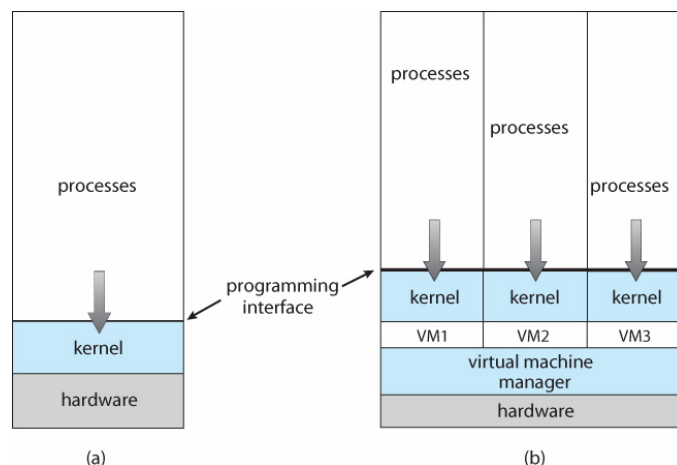 processes
kernel
hardware
(a)
programming
interface
processes
processes
processes
kernel kernel kernel
VM1 VM2 VM3
virtual machine
manager
hardware
(b)